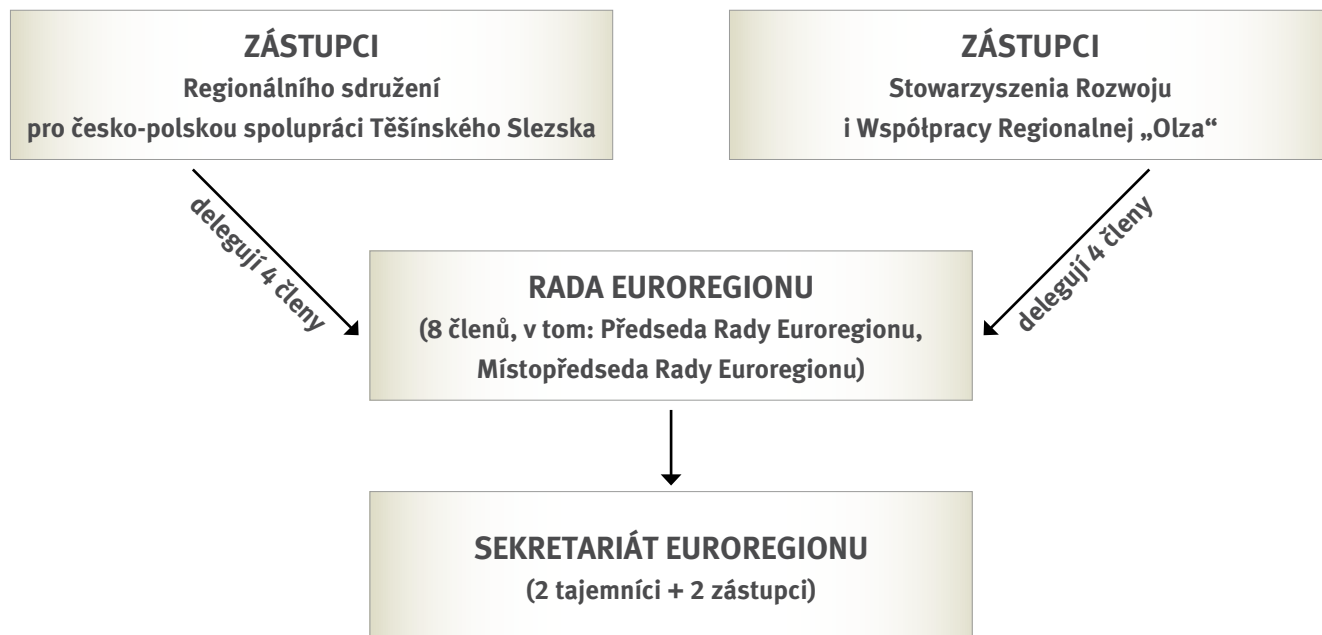 ZÁSTUPCI
Regionálního sdružení
pro česko-polskou spolupráci Těšínského Slezska
ZÁSTUPCI
Stowarzyszenia Rozwoju
i Współpracy Regionalnej „Olza“
delegují 4 členy
delegují 4 členy
RADA EUROREGIONU
(8 členů, v tom: Předseda Rady Euroregionu,
Místopředseda Rady Euroregionu)
SEKRETARIÁT EUROREGIONU
(2 tajemníci + 2 zástupci)